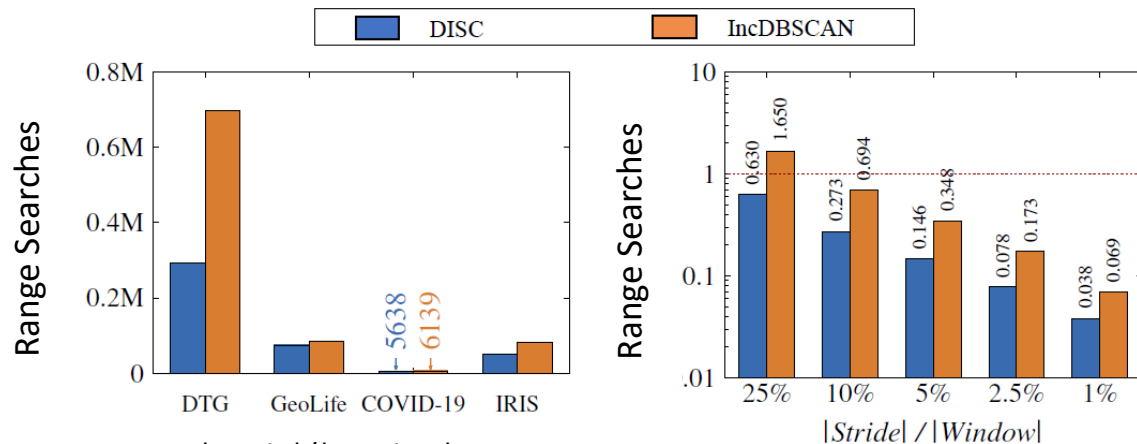 DISC
IncDBSCAN
Range Searches
0.8M
0.6M
0.4M
0.2M
0
5638
6139
DTG
GeoLife
COVID-19
IRIS
Range Searches
10
1
0.1
.01
0.630
1.650
0.273
0.694
0.146
0.348
0.078
0.173
0.038
0.069
25%
10%
5%
2.5%
1%
|Stride| / |Window|